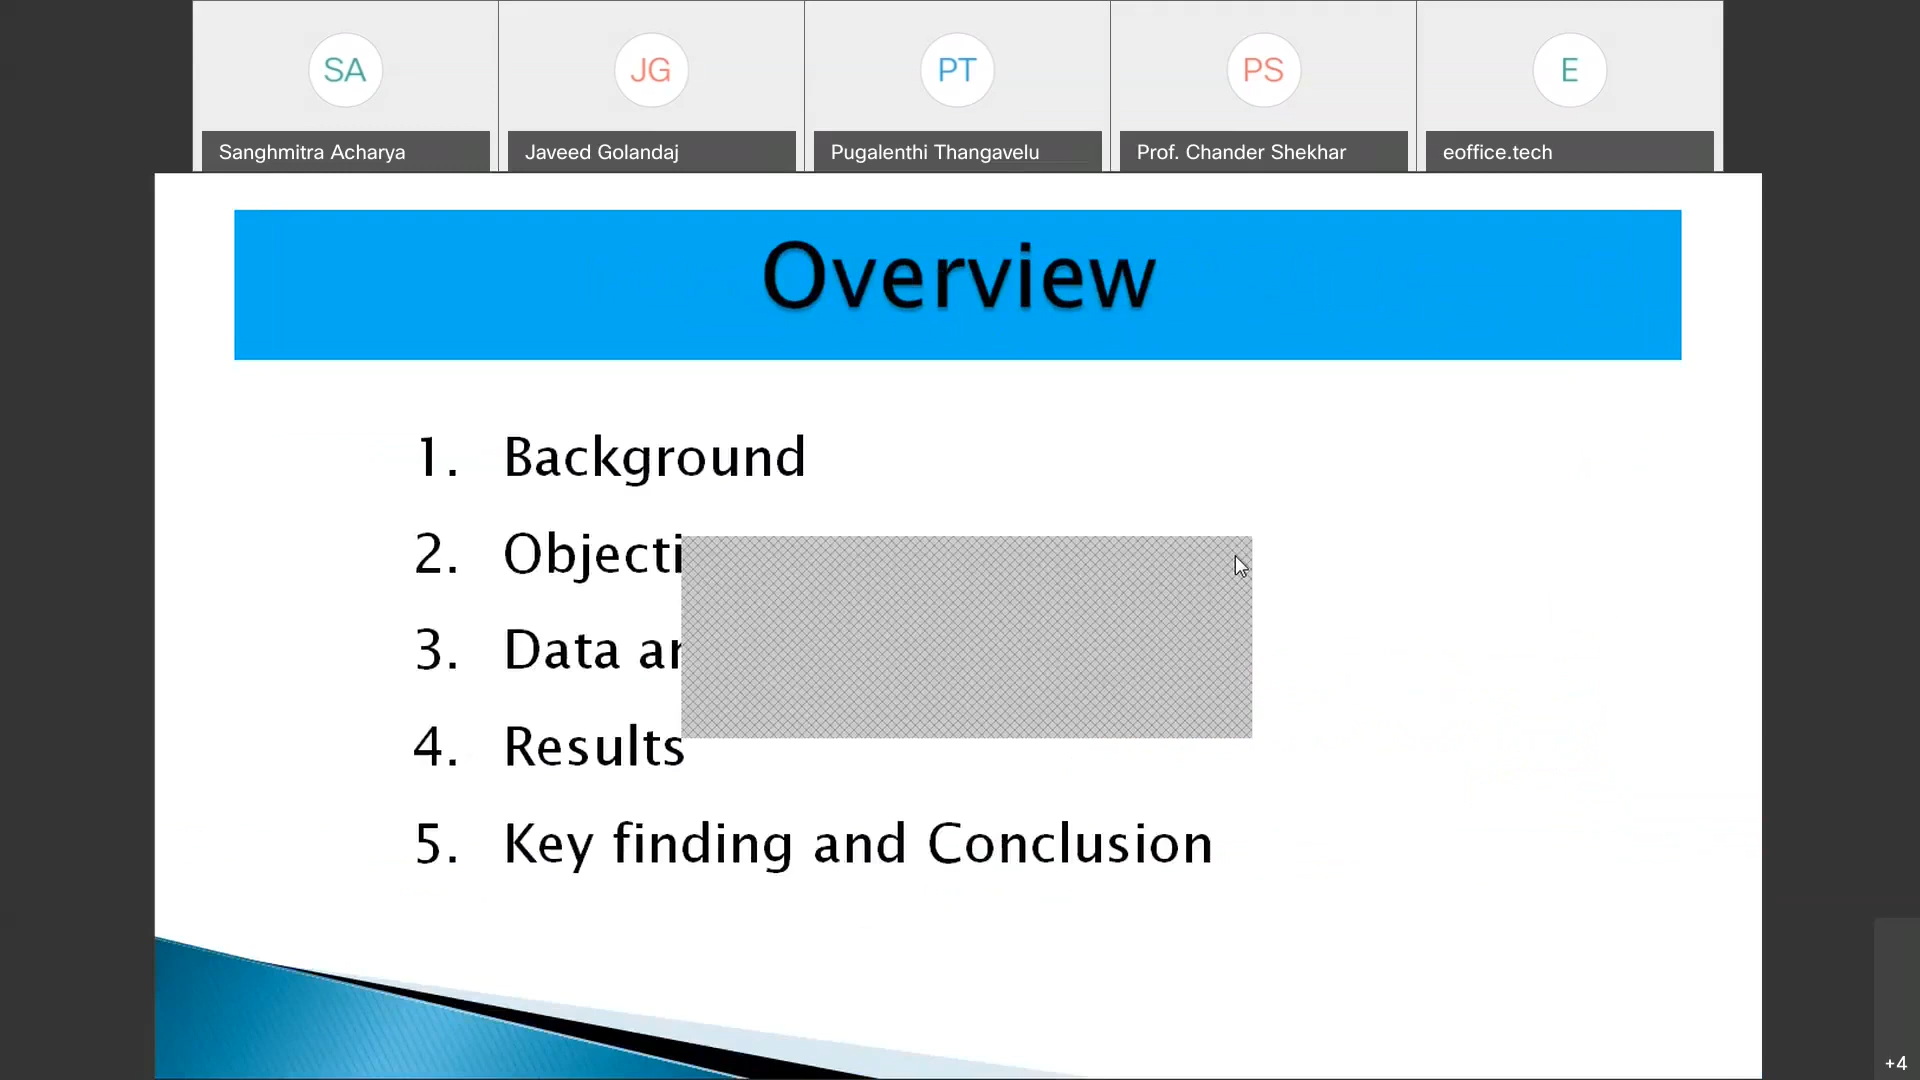 SA JG PT PS E
Sanghmitra Acharya Javeed Golandaj Pugalenthi Thangavelu Prof. Chander Shekhar eoffice.tech
Overview
1. Background
2. Objecti
3. Data
4. Results
5. Key finding and Conclusion
+4